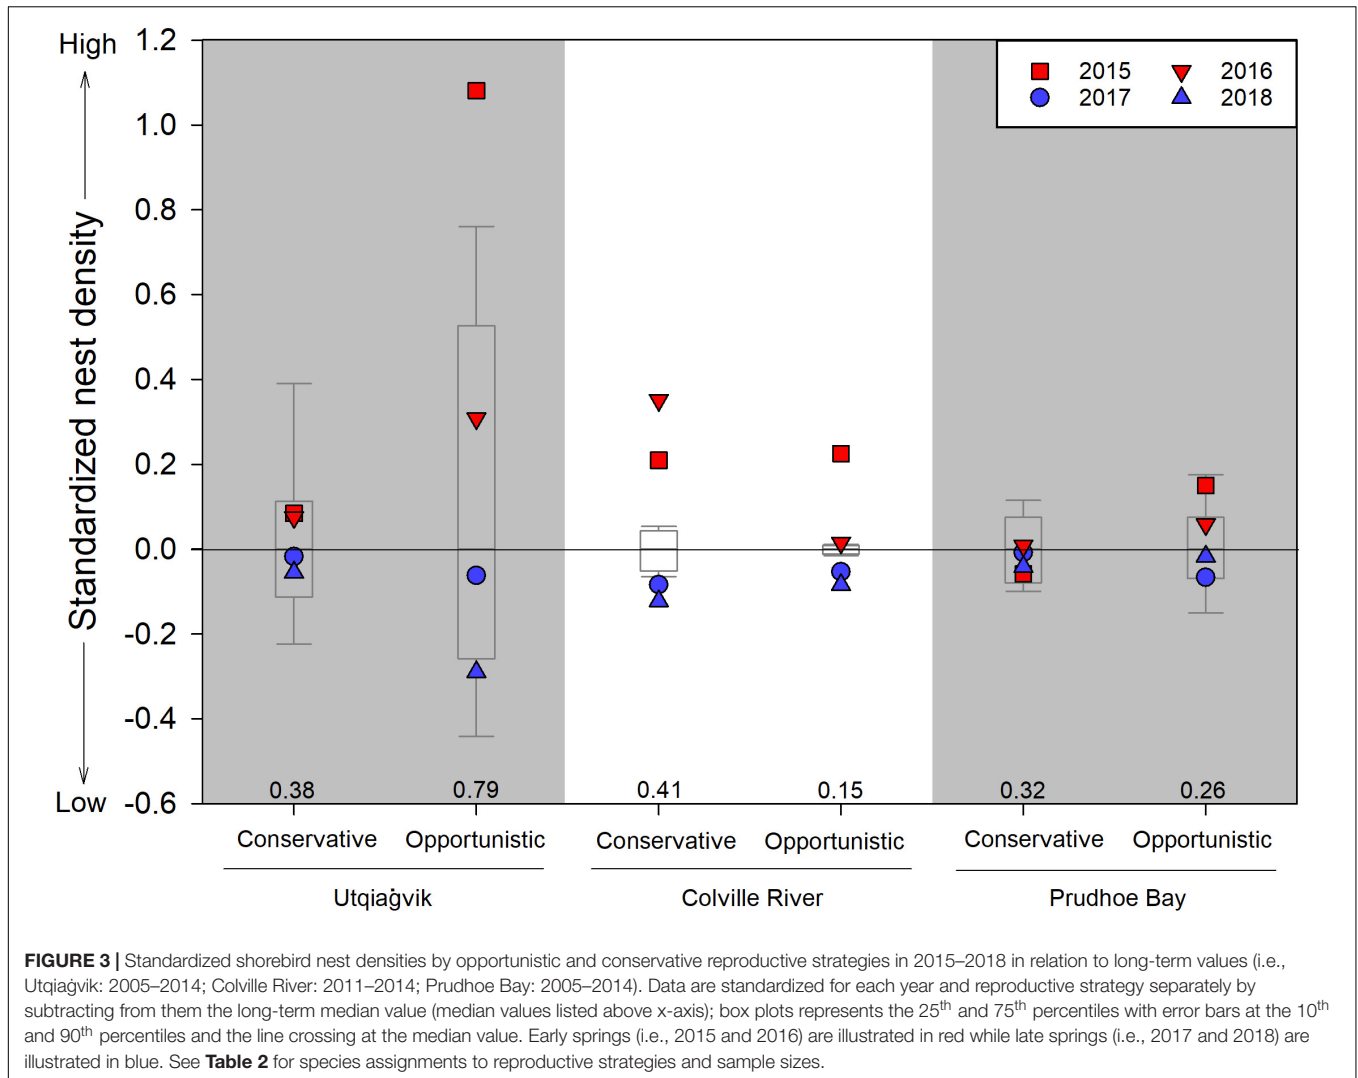 High
Standardized nest density
Low
1.2
1.0
0.8
0.6
0.4
0.2
0.0
-0.2
-0.4
-0.6
2015 2016
2017 2018
0.38 0.79 0.41 0.15 0.32 0.26
Conservative Opportunistic Conservative Opportunistic Conservative Opportunistic
Utqiaġvik Colville River Prudhoe Bay
FIGURE 3 | Standardized shorebird nest densities by opportunistic and conservative reproductive strategies in 2015–2018 in relation to long-term values (i.e.,
Utqiaġvik: 2005–2014; Colville River: 2011–2014; Prudhoe Bay: 2005–2014). Data are standardized for each year and reproductive strategy separately by
subtracting from them the long-term median value (median values listed above x-axis); box plots represents the 25th and 75th percentiles with error bars at the 10th
and 90th percentiles and the line crossing at the median value. Early springs (i.e., 2015 and 2016) are illustrated in red while late springs (i.e., 2017 and 2018) are
illustrated in blue. See Table 2 for species assignments to reproductive strategies and sample sizes.